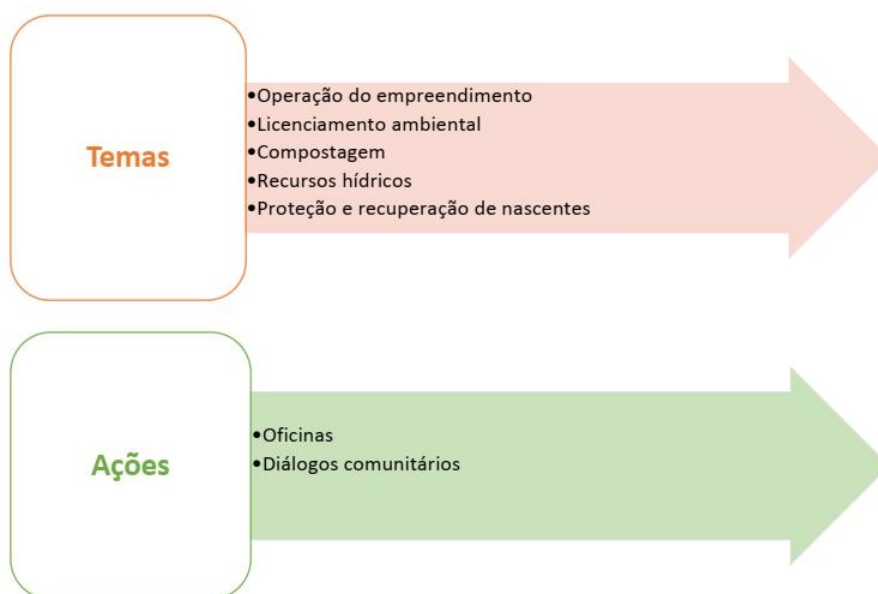 Temas
•Operação do empreendimento
•Licenciamento ambiental
•Compostagem
•Recursos hídricos
•Proteção e recuperação de nascentes
Ações
•Oficinas
•Diálogos comunitários